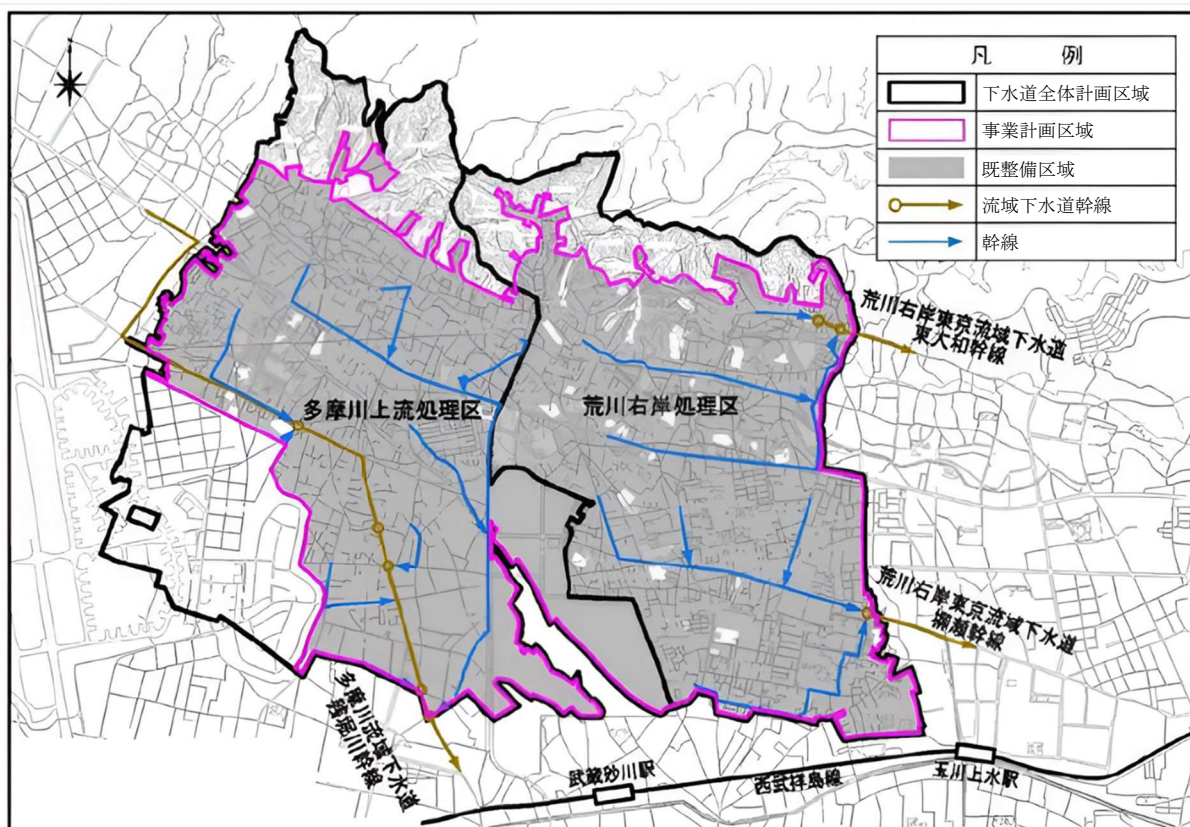 凡 例
下水道全体計画区域
事業計画区域
既整備区域
流域下水道幹線
幹線
荒川右岸東京流域下水道
東大和幹線
多摩川上流処理区
荒川右岸処理区
荒川右岸東京流域下水道
柳瀬幹線
多摩川流域下水道
残堀川幹線
武蔵砂川駅
西武拝島線
玉川上水駅